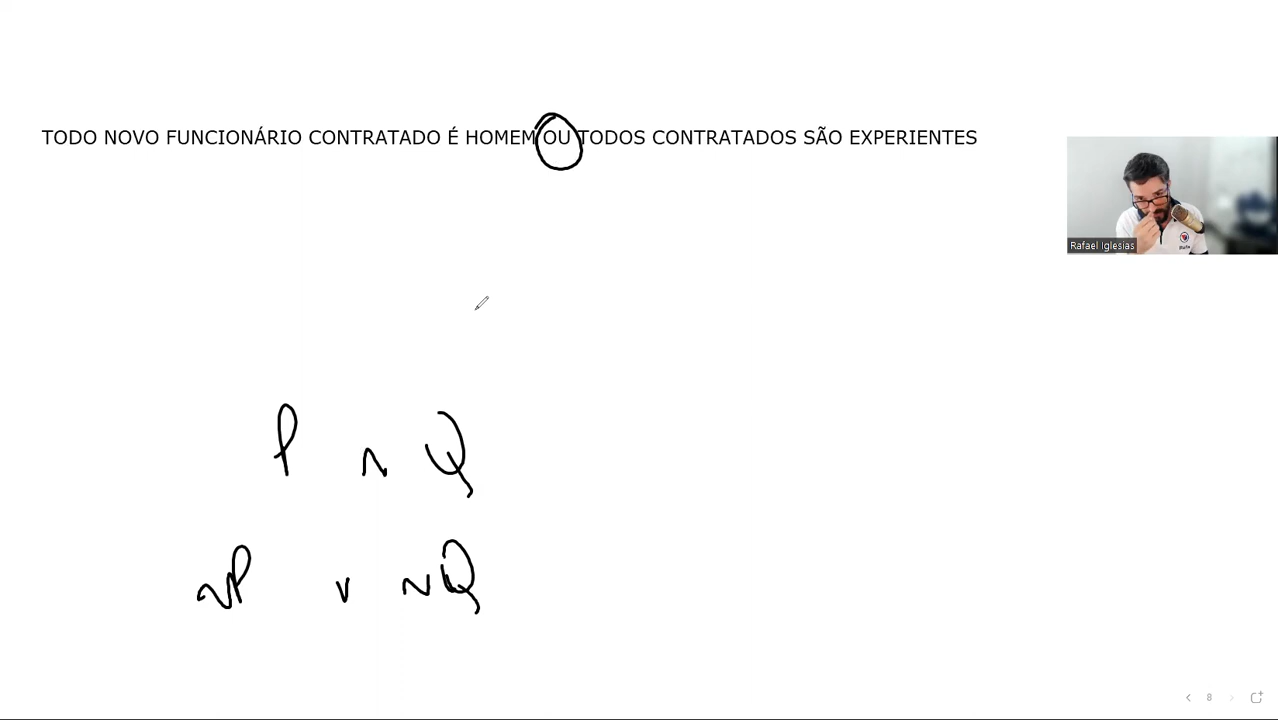 TODO NOVO FUNCIONÁRIO CONTRATADO É HOMEM OU TODOS CONTRATADOS SÃO EXPERIENTES
Rafael Iglesias
P ∧ Q
~P ∨ ~Q
8